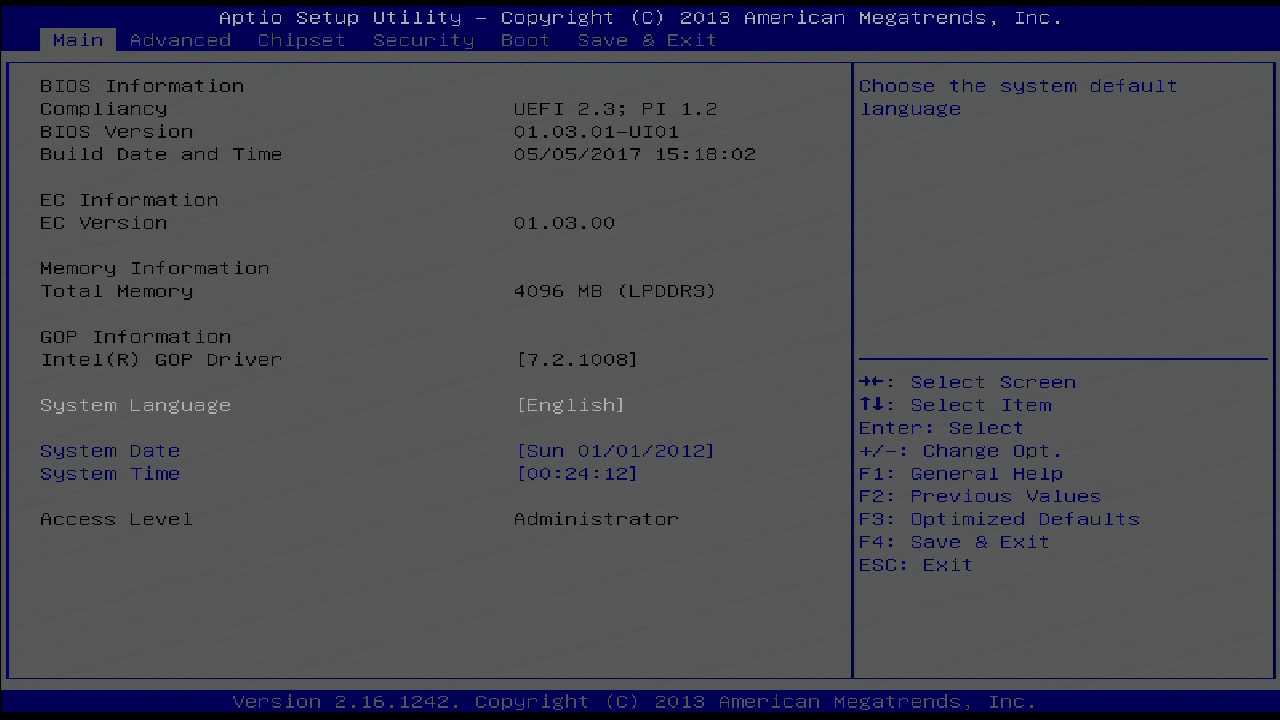 Aptio Setup Utility – Copyright (C) 2013 American Megatrends, Inc.
Main Advanced Chipset Security Boot Save & Exit
BIOS Information
Compliancy UEFI 2.3; PI 1.2
BIOS Version 01.03.01-UI01
Build Date and Time 05/05/2017 15:18:02
EC Information
EC Version 01.03.00
Memory Information
Total Memory 4096 MB (LPDDR3)
GOP Information
Intel(R) GOP Driver [7.2.1008]
System Language [English]
System Date [Sun 01/01/2012]
System Time [00:24:12]
Access Level Administrator
Choose the system default
language
→←: Select Screen
↑↓: Select Item
Enter: Select
+/-: Change Opt.
F1: General Help
F2: Previous Values
F3: Optimized Defaults
F4: Save & Exit
ESC: Exit
Version 2.16.1242. Copyright (C) 2013 American Megatrends, Inc.